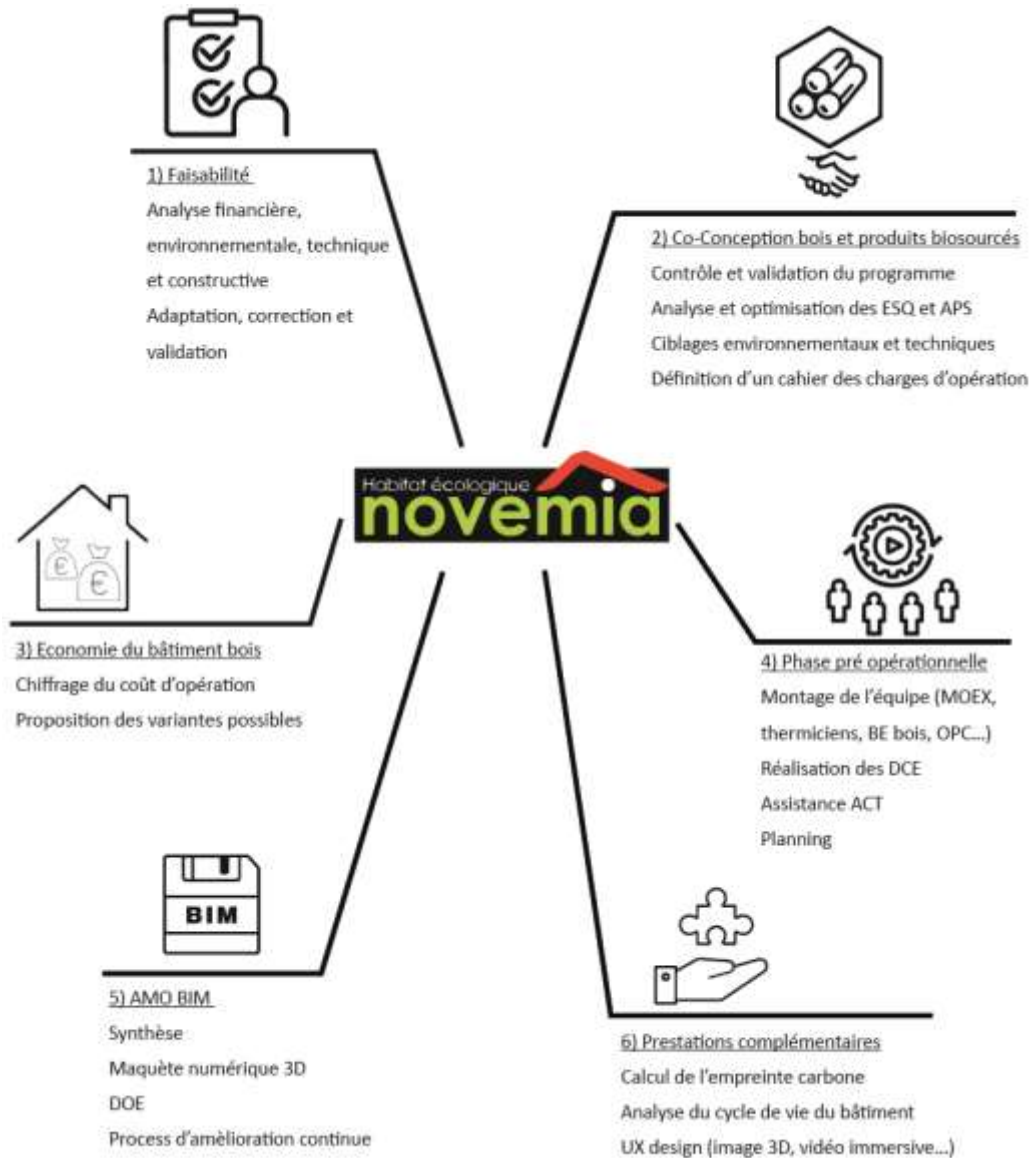 1) Faisabilité
Analyse financière,
environnementale, technique
et constructive
Adaptation, correction et
validation
2) Co-Conception bois et produits biosourcés
Contrôle et validation du programme
Analyse et optimisation des ESQ et APS
Ciblages environnementaux et techniques
Définition d'un cahier des charges d'opération
Habitat écologique
novemia
€
€
3) Economie du bâtiment bois
Chiffrage du coût d'opération
Proposition des variantes possibles
4) Phase pré opérationnelle
Montage de l'équipe (MOEX,
thermiciens, BE bois, OPC...)
Réalisation des DCE
Assistance ACT
Planning
BIM
5) AMO BIM
Synthèse
Maquète numérique 3D
DOE
Process d'amèlioration continue
6) Prestations complémentaires
Calcul de l'empreinte carbone
Analyse du cycle de vie du bâtiment
UX design (image 3D, vidéo immersive...)